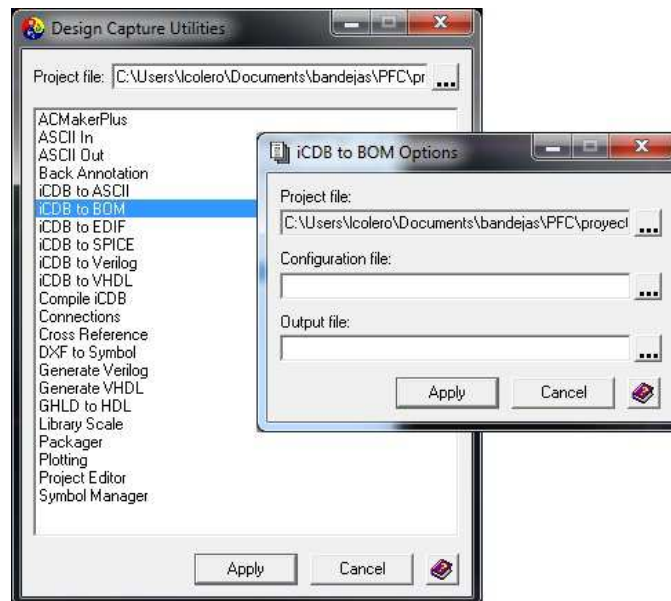 Design Capture Utilities
Project file: C:\Users\lcolero\Documents\bandejas\PFC\pr ...
ACMakerPlus
ASCII In
ASCII Out
Back Annotation
iCDB to ASCII
iCDB to BOM
iCDB to EDIF
iCDB to SPICE
iCDB to Verilog
iCDB to VHDL
Compile iCDB
Connections
Cross Reference
DXF to Symbol
Generate Verilog
Generate VHDL
GHLD to HDL
Library Scale
Packager
Plotting
Project Editor
Symbol Manager
Apply Cancel
iCDB to BOM Options
Project file:
C:\Users\lcolero\Documents\bandejas\PFC\proyect ...
Configuration file:
...
Output file:
...
Apply Cancel